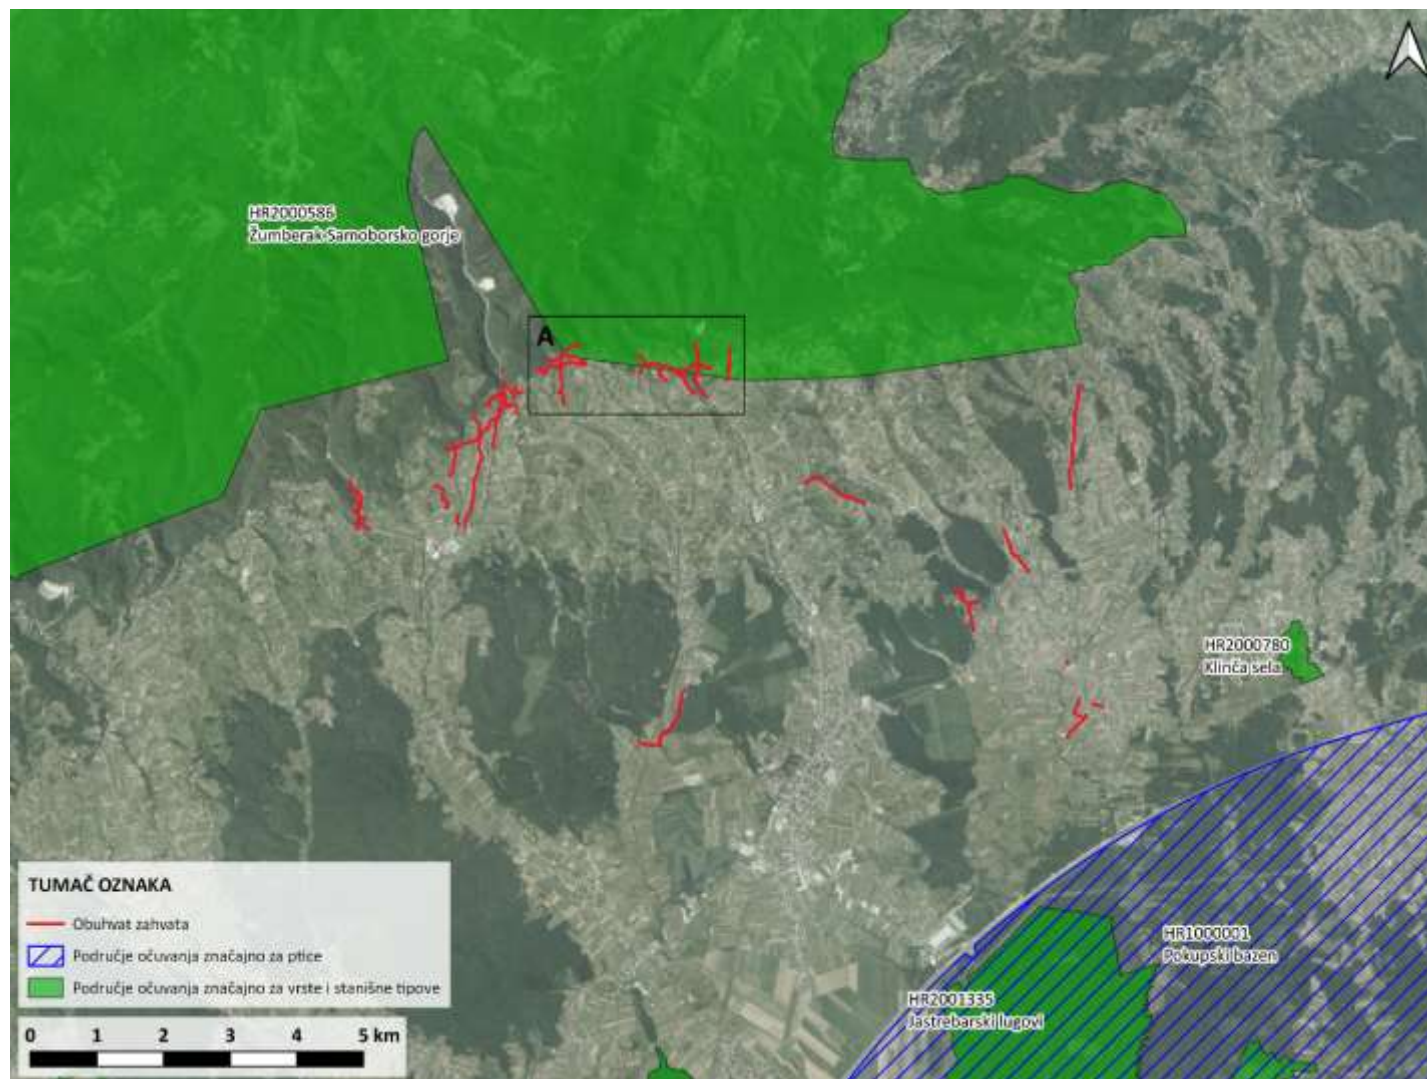 HR2000586
Žumberak Samoborsko gorje
A
HR2000780
Klinča sela
HR1000001
Pokupski bazen
HR2001335
Jastrebarski lugovi
TUMAČ OZNAKA
Obuhvat zahvata
Područje očuvanja značajno za ptice
Područje očuvanja značajno za vrste i stanišne tipove
0 1 2 3 4 5 km